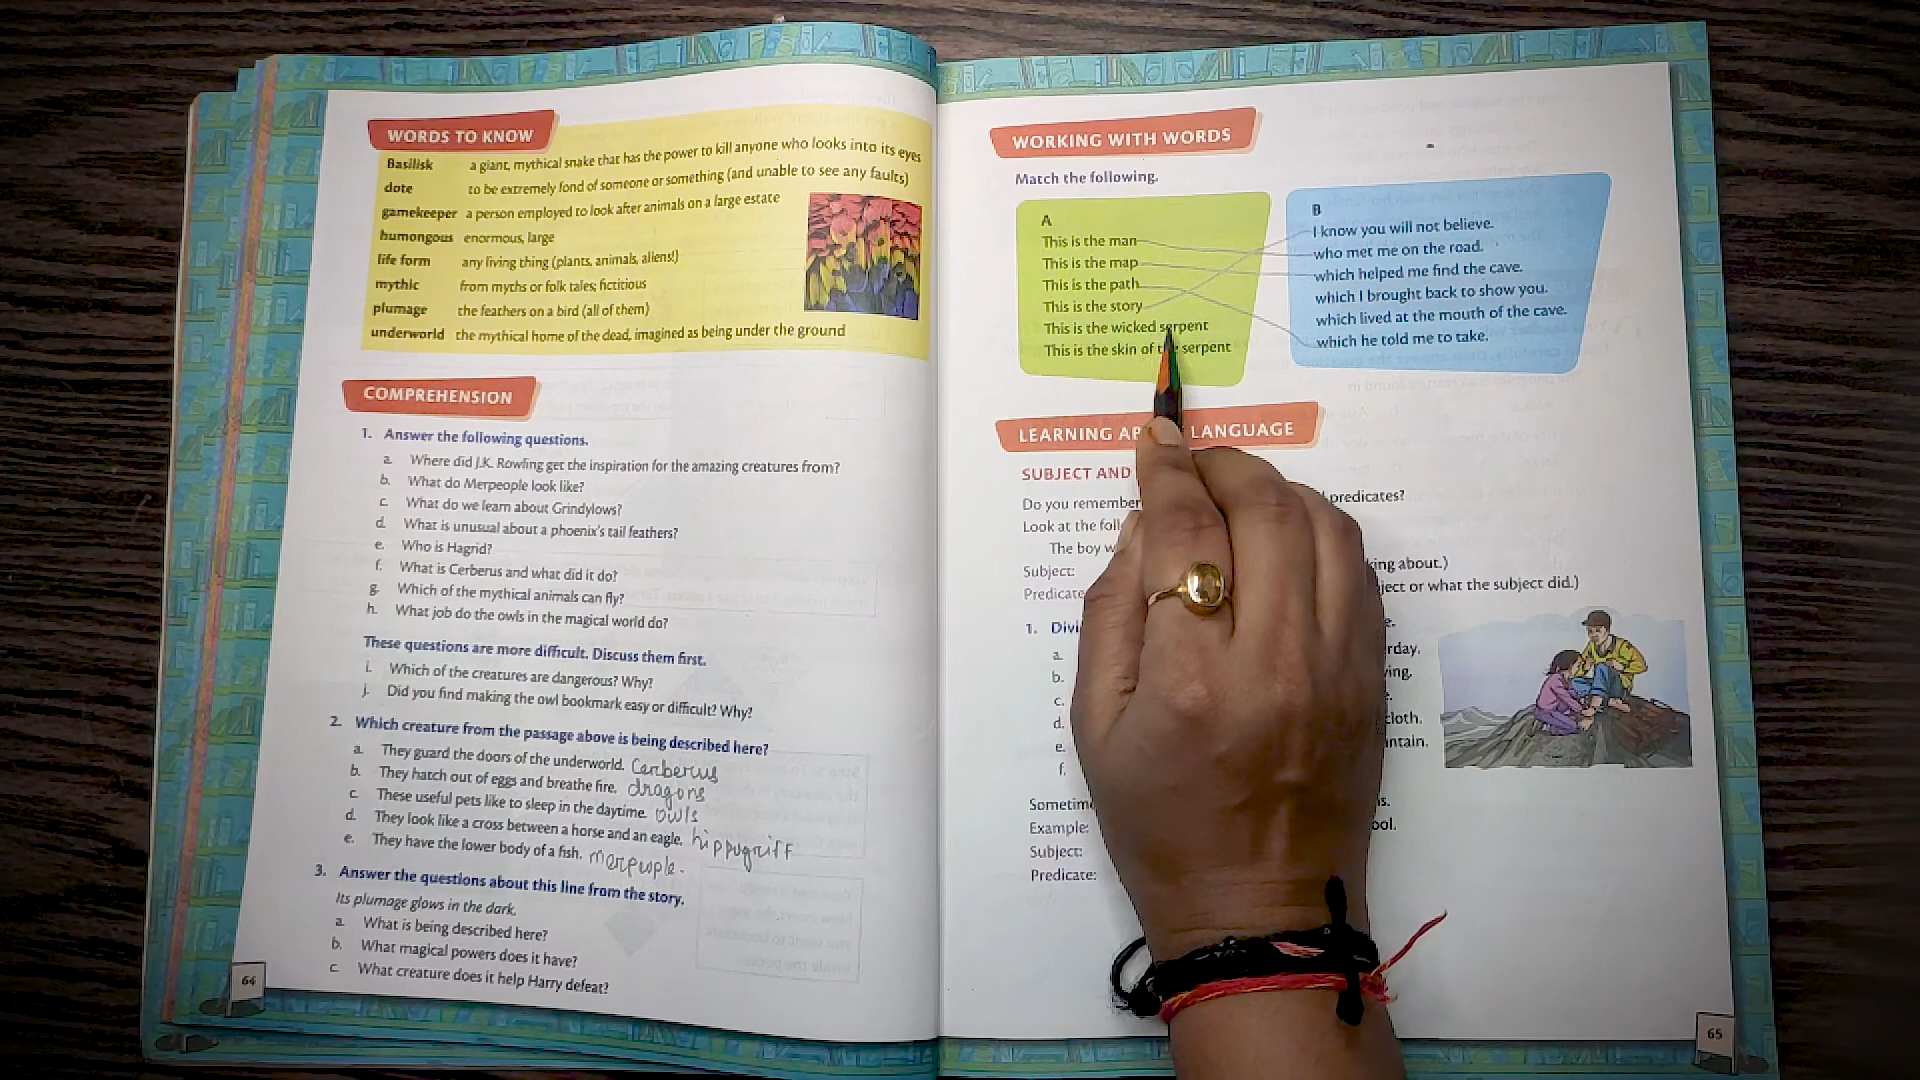 WORDS TO KNOW
Basilisk a giant, mythical snake that has the power to kill anyone who looks into its eyes
dote to be extremely fond of someone or something (and unable to see any faults)
gamekeeper a person employed to look after animals on a large estate
humongous enormous, large
life form any living thing (plants, animals, aliens!)
mythic from myths or folk tales; fictitious
plumage the feathers on a bird (all of them)
underworld the mythical home of the dead, imagined as being under the ground
COMPREHENSION
1. Answer the following questions.
a. Where did J.K. Rowling get the inspiration for the amazing creatures from?
b. What do Merpeople look like?
c. What do we learn about Grindylows?
d. What is unusual about a phoenix's tail feathers?
e. Who is Hagrid?
f. What is Cerberus and what did it do?
g. Which of the mythical animals can fly?
h. What job do the owls in the magical world do?
These questions are more difficult. Discuss them first.
i. Which of the creatures are dangerous? Why?
j. Did you find making the owl bookmark easy or difficult? Why?
2. Which creature from the passage above is being described here?
a. They guard the doors of the underworld. Cerberus
b. They hatch out of eggs and breathe fire. dragons
c. These useful pets like to sleep in the daytime. owls
d. They look like a cross between a horse and an eagle. hippogriff
e. They have the lower body of a fish. merpeople.
3. Answer the questions about this line from the story.
Its plumage glows in the dark.
a. What is being described here?
b. What magical powers does it have?
c. What creature does it help Harry defeat?
64
WORKING WITH WORDS
Match the following.
A
This is the man
This is the map
This is the path
This is the story
This is the wicked serpent
This is the skin of the serpent
B
I know you will not believe.
who met me on the road.
which helped me find the cave.
which I brought back to show you.
which lived at the mouth of the cave.
which he told me to take.
LEARNING LANGUAGE
SUBJECT AND
Do you remember predicates?
Look at the
The boy
Subject: about.)
Predicate or what the subject did.)
1.
a.
b.
c.
d. cloth.
e.
f.
Example:
Subject:
Predicate:
65